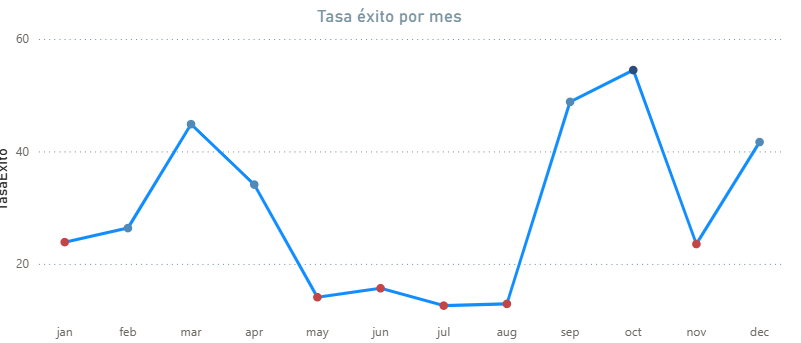 Tasa éxito por mes
60
40
20
TasaÉxito
jan feb mar apr may jun jul aug sep oct nov dec